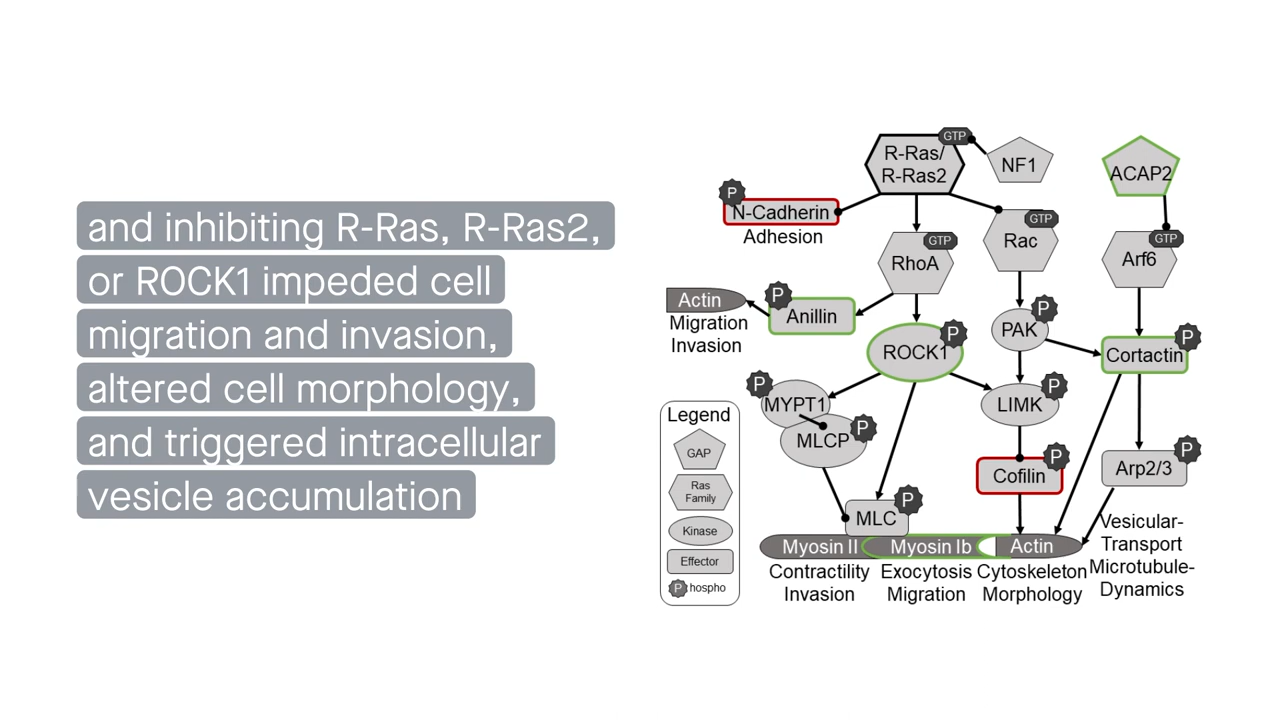 and inhibiting R-Ras, R-Ras2,
or ROCK1 impeded cell
migration and invasion,
altered cell morphology,
and triggered intracellular
vesicle accumulation
GTP
R-Ras/
R-Ras2
NF1
ACAP2
P
N-Cadherin
Adhesion
GTP
Rac
GTP
RhoA
GTP
Arf6
Actin
Migration
Invasion
P
Anillin
P
ROCK1
P
PAK
P
Cortactin
P
MYPT1
P
MLCP
P
LIMK
P
Cofilin
P
Arp2/3
P
MLC
Myosin II
Myosin Ib
Actin
Contractility
Invasion
Exocytosis
Migration
Cytoskeleton
Morphology
Vesicular-
Transport
Microtubule-
Dynamics
Legend
GAP
Ras
Family
Kinase
Effector
P hospho